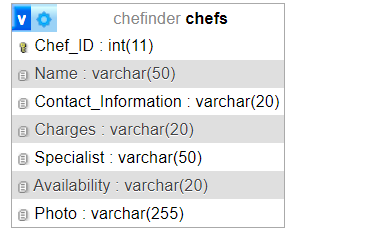 v chefinder chefs
Chef_ID : int(11)
Name : varchar(50)
Contact_Information : varchar(20)
Charges : varchar(20)
Specialist : varchar(50)
Availability : varchar(20)
Photo : varchar(255)